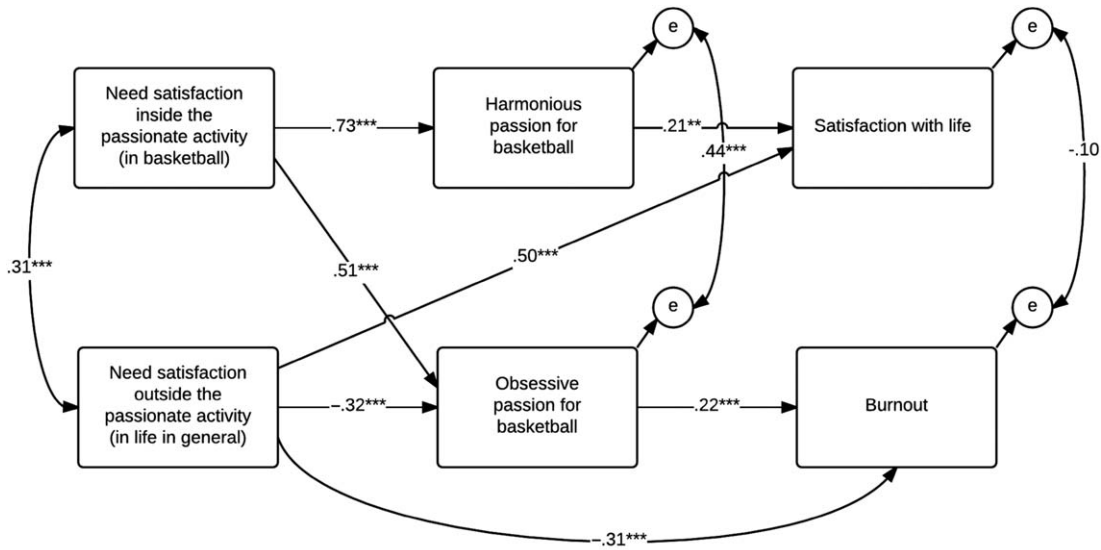 e
e
Need satisfaction
inside the
passionate activity
(in basketball)
.73***
Harmonious
passion for
basketball
.21**
.44***
Satisfaction with life
-.10
.31***
.51***
.50***
e
e
Need satisfaction
outside the
passionate activity
(in life in general)
−.32***
Obsessive
passion for
basketball
.22***
Burnout
−.31***